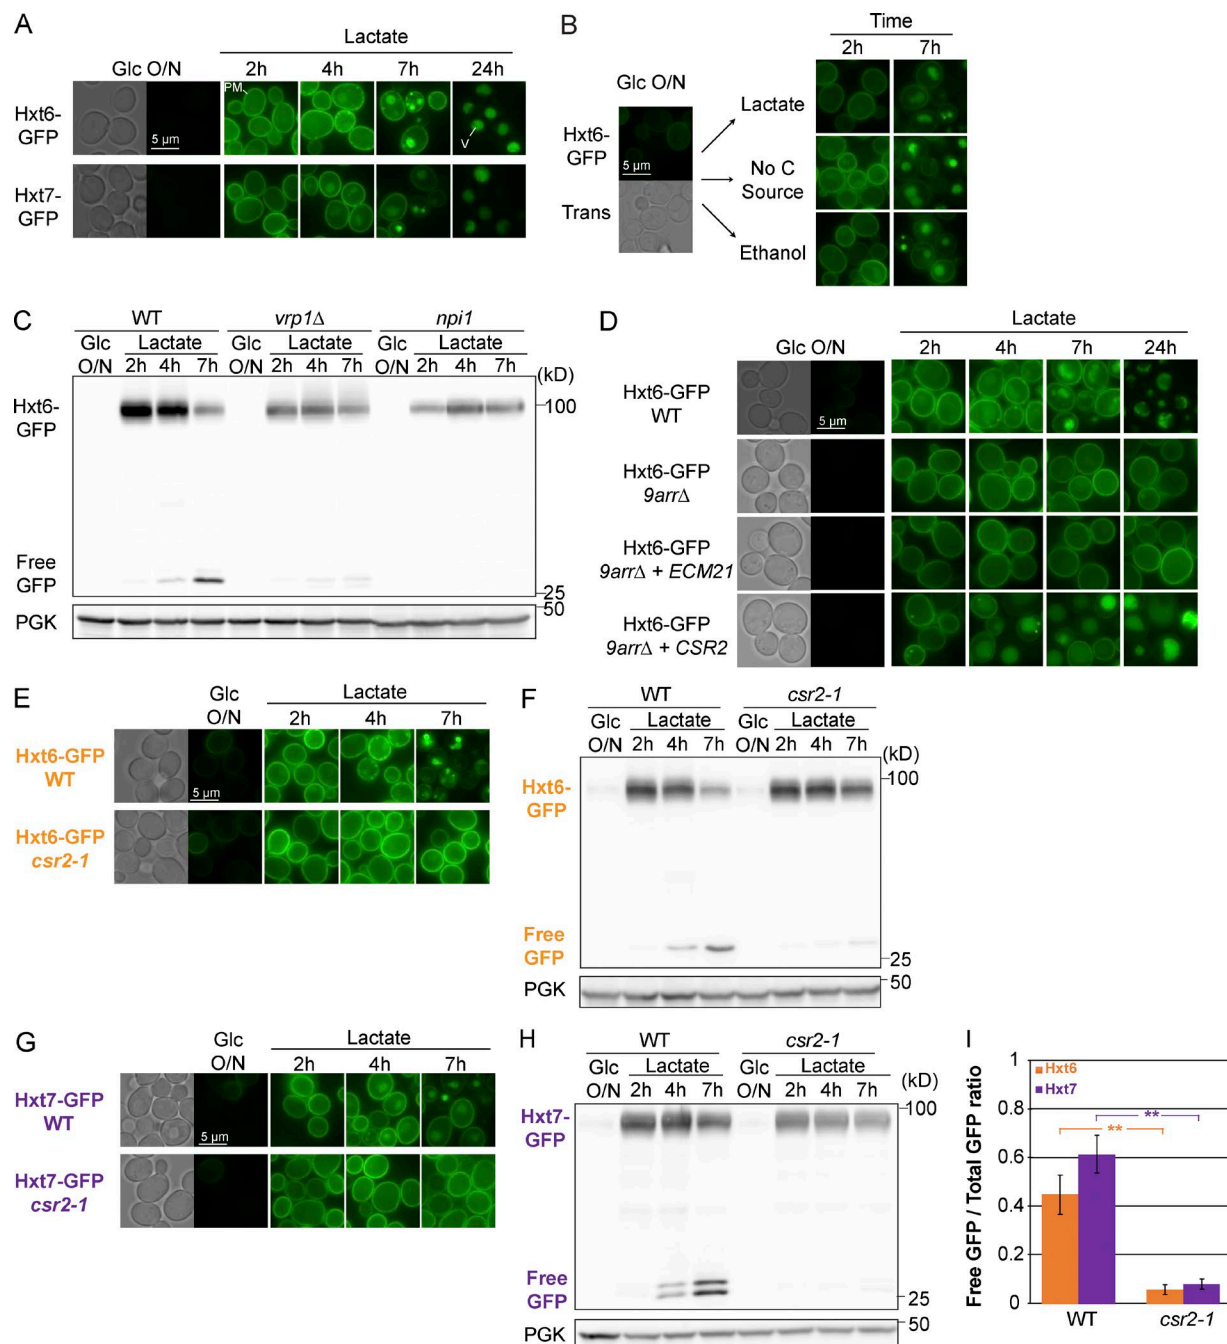 A
Lactate
Glc O/N
2h 4h 7h 24h
Hxt6-
GFP
PM
5 µm
V
Hxt7-
GFP
B
Time
2h 7h
Glc O/N
Hxt6-
GFP
5 µm
Trans
Lactate
No C
Source
Ethanol
C
WT vrp1Δ npi1
Glc Lactate Glc Lactate Glc Lactate
O/N 2h 4h 7h O/N 2h 4h 7h O/N 2h 4h 7h
(kD)
Hxt6-
GFP
100
Free
GFP
25
50
PGK
D
Lactate
Glc O/N
2h 4h 7h 24h
Hxt6-GFP
WT
5 µm
Hxt6-GFP
9arrΔ
Hxt6-GFP
9arrΔ + ECM21
Hxt6-GFP
9arrΔ + CSR2
E
Glc
O/N
Lactate
2h 4h 7h
Hxt6-GFP
WT
5 µm
Hxt6-GFP
csr2-1
F
WT csr2-1
Glc Lactate Glc Lactate
O/N 2h 4h 7h O/N 2h 4h 7h
(kD)
Hxt6-
GFP
100
Free
GFP
25
50
PGK
G
Glc
O/N
Lactate
2h 4h 7h
Hxt7-GFP
WT
5 µm
Hxt7-GFP
csr2-1
H
WT csr2-1
Glc Lactate Glc Lactate
O/N 2h 4h 7h O/N 2h 4h 7h
(kD)
Hxt7-
GFP
100
Free
GFP
25
50
PGK
I
Free GFP / Total GFP ratio
1
Hxt6
Hxt7
0.8
**
**
0.6
0.4
0.2
0
WT csr2-1